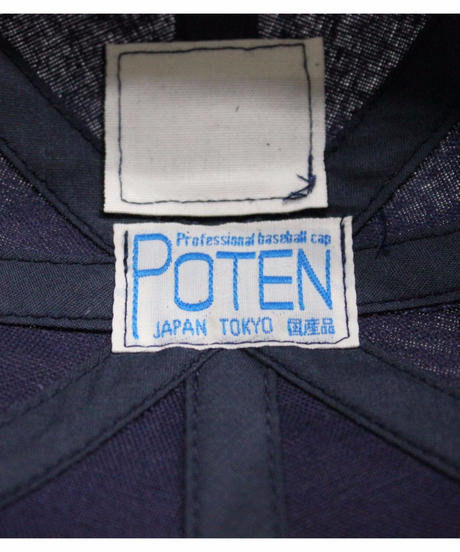 Professional baseball cap
POTEN
JAPAN TOKYO 国産品